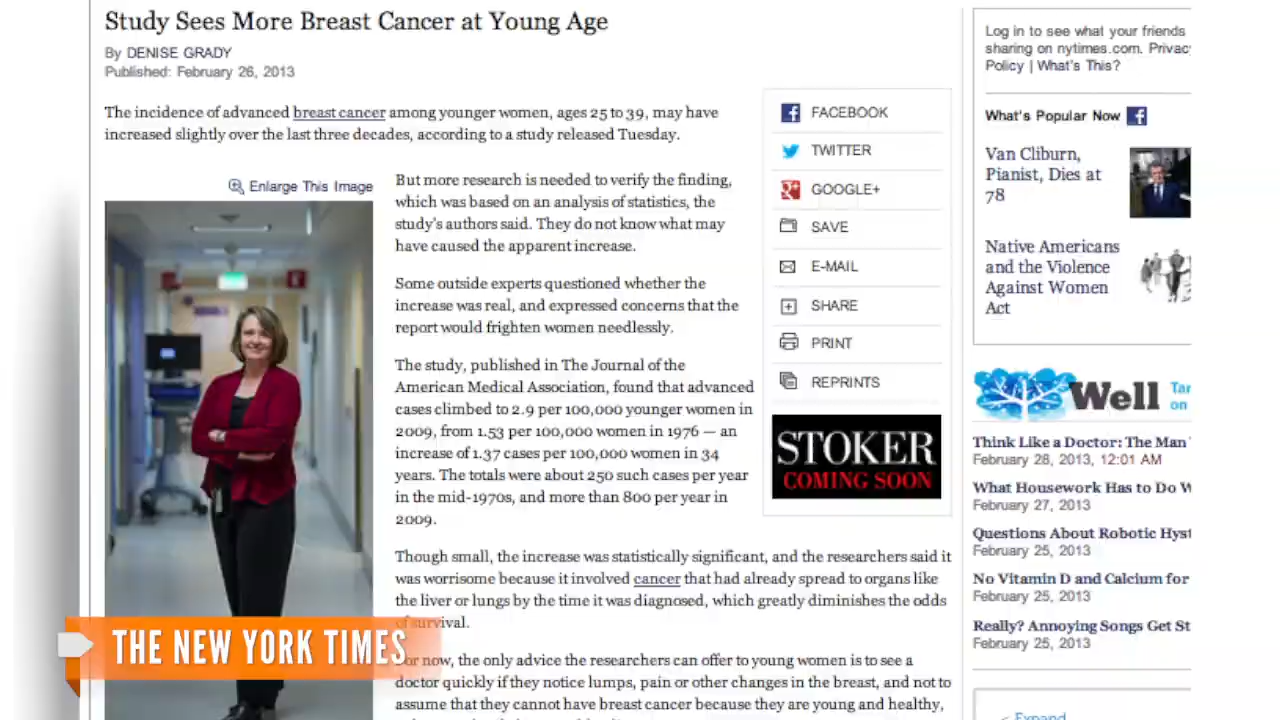 Study Sees More Breast Cancer at Young Age
By DENISE GRADY
Published: February 26, 2013
The incidence of advanced breast cancer among younger women, ages 25 to 39, may have
increased slightly over the last three decades, according to a study released Tuesday.
Enlarge This Image
But more research is needed to verify the finding,
which was based on an analysis of statistics, the
study's authors said. They do not know what may
have caused the apparent increase.
Some outside experts questioned whether the
increase was real, and expressed concerns that the
report would frighten women needlessly.
The study, published in The Journal of the
American Medical Association, found that advanced
cases climbed to 2.9 per 100,000 younger women in
2009, from 1.53 per 100,000 women in 1976 — an
increase of 1.37 cases per 100,000 women in 34
years. The totals were about 250 such cases per year
in the mid-1970s, and more than 800 per year in
2009.
Though small, the increase was statistically significant, and the researchers said it
was worrisome because it involved cancer that had already spread to organs like
the liver or lungs by the time it was diagnosed, which greatly diminishes the odds
of survival.
For now, the only advice the researchers can offer to young women is to see a
doctor quickly if they notice lumps, pain or other changes in the breast, and not to
assume that they cannot have breast cancer because they are young and healthy,
FACEBOOK
TWITTER
GOOGLE+
SAVE
E-MAIL
SHARE
PRINT
REPRINTS
STOKER
COMING SOON
Log in to see what your friends
sharing on nytimes.com. Privacy
Policy | What's This?
What's Popular Now
Van Cliburn,
Pianist, Dies at
78
Native Americans
and the Violence
Against Women
Act
Well
on
Think Like a Doctor: The Man
February 28, 2013, 12:01 AM
What Housework Has to Do W
February 27, 2013
Questions About Robotic Hyst
February 25, 2013
No Vitamin D and Calcium for
February 25, 2013
Really? Annoying Songs Get St
February 25, 2013
< Expand
THE NEW YORK TIMES